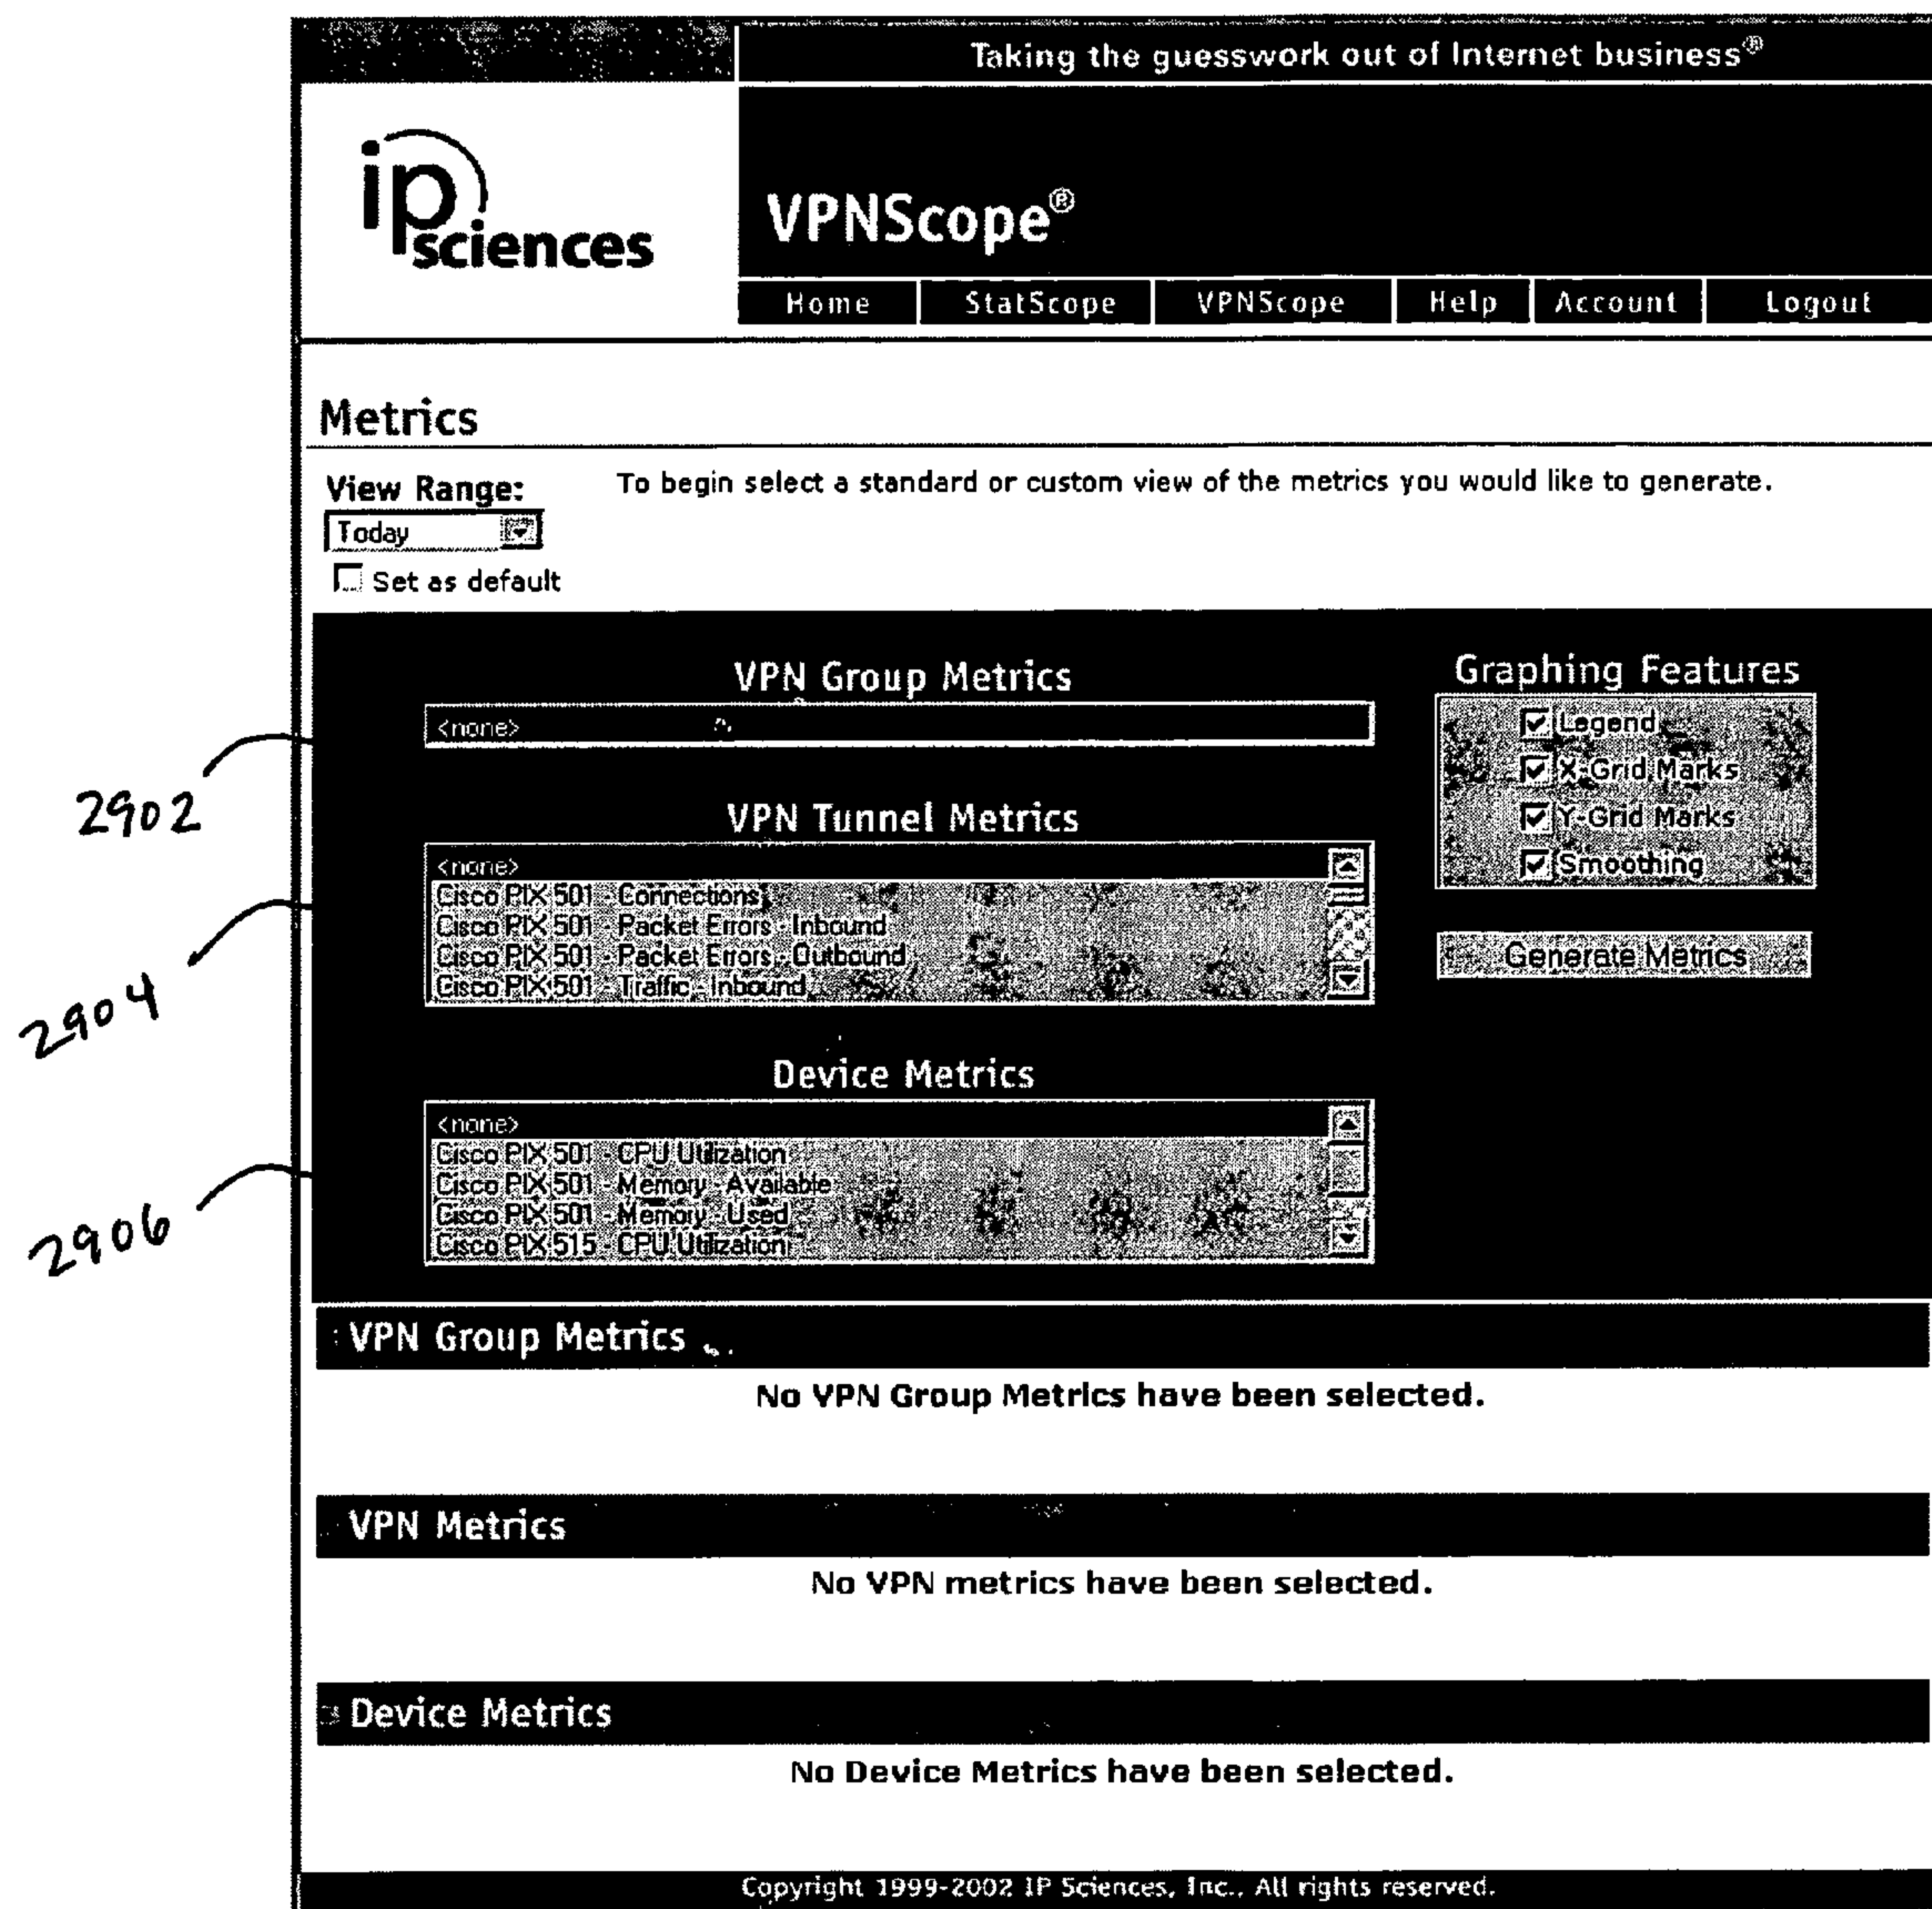 Taking the guesswork out of Internet business®
ip sciences
VPNScope®
Home StatScope VPNScope Help Account Logout
Metrics
View Range:
To begin select a standard or custom view of the metrics you would like to generate.
Today
Set as default
VPN Group Metrics
<none>
2902
VPN Tunnel Metrics
<none>
Cisco PIX 501 - Connections
Cisco PIX 501 - Packet Errors - Inbound
Cisco PIX 501 - Packet Errors - Outbound
Cisco PIX 501 - Traffic - Inbound
2904
Device Metrics
<none>
Cisco PIX 501 - CPU Utilization
Cisco PIX 501 - Memory - Available
Cisco PIX 501 - Memory - Used
Cisco PIX 515 - CPU Utilization
2906
Graphing Features
Legend
X-Grid Marks
Y-Grid Marks
Smoothing
Generate Metrics
VPN Group Metrics
No VPN Group Metrics have been selected.
VPN Metrics
No VPN metrics have been selected.
Device Metrics
No Device Metrics have been selected.
Copyright 1999-2002 IP Sciences, Inc., All rights reserved.